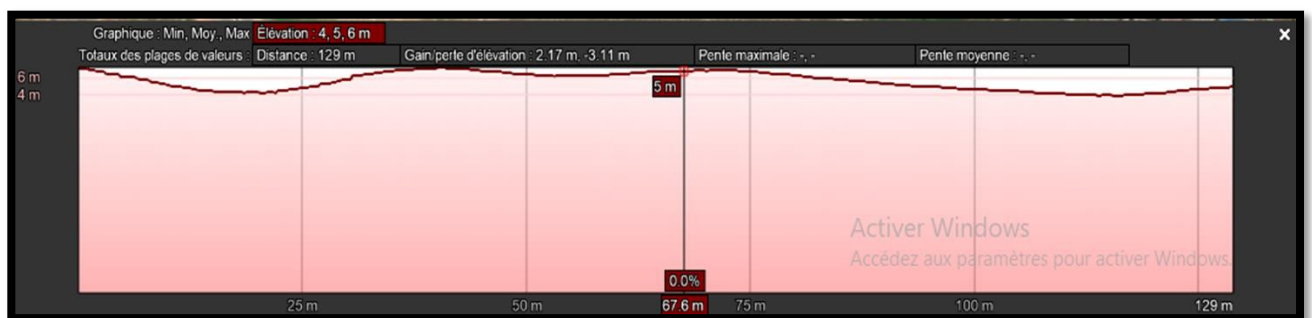 Graphique : Min, Moy., Max Élévation : 4, 5, 6 m
Totaux des plages de valeurs : Distance : 129 m Gain/perte d'élévation : 2.17 m, -3.11 m Pente maximale : -, - Pente moyenne : -, -
6 m
4 m
5 m
Activer Windows
Accédez aux paramètres pour activer Windows.
0.0%
25 m 50 m 67.6 m 75 m 100 m 129 m